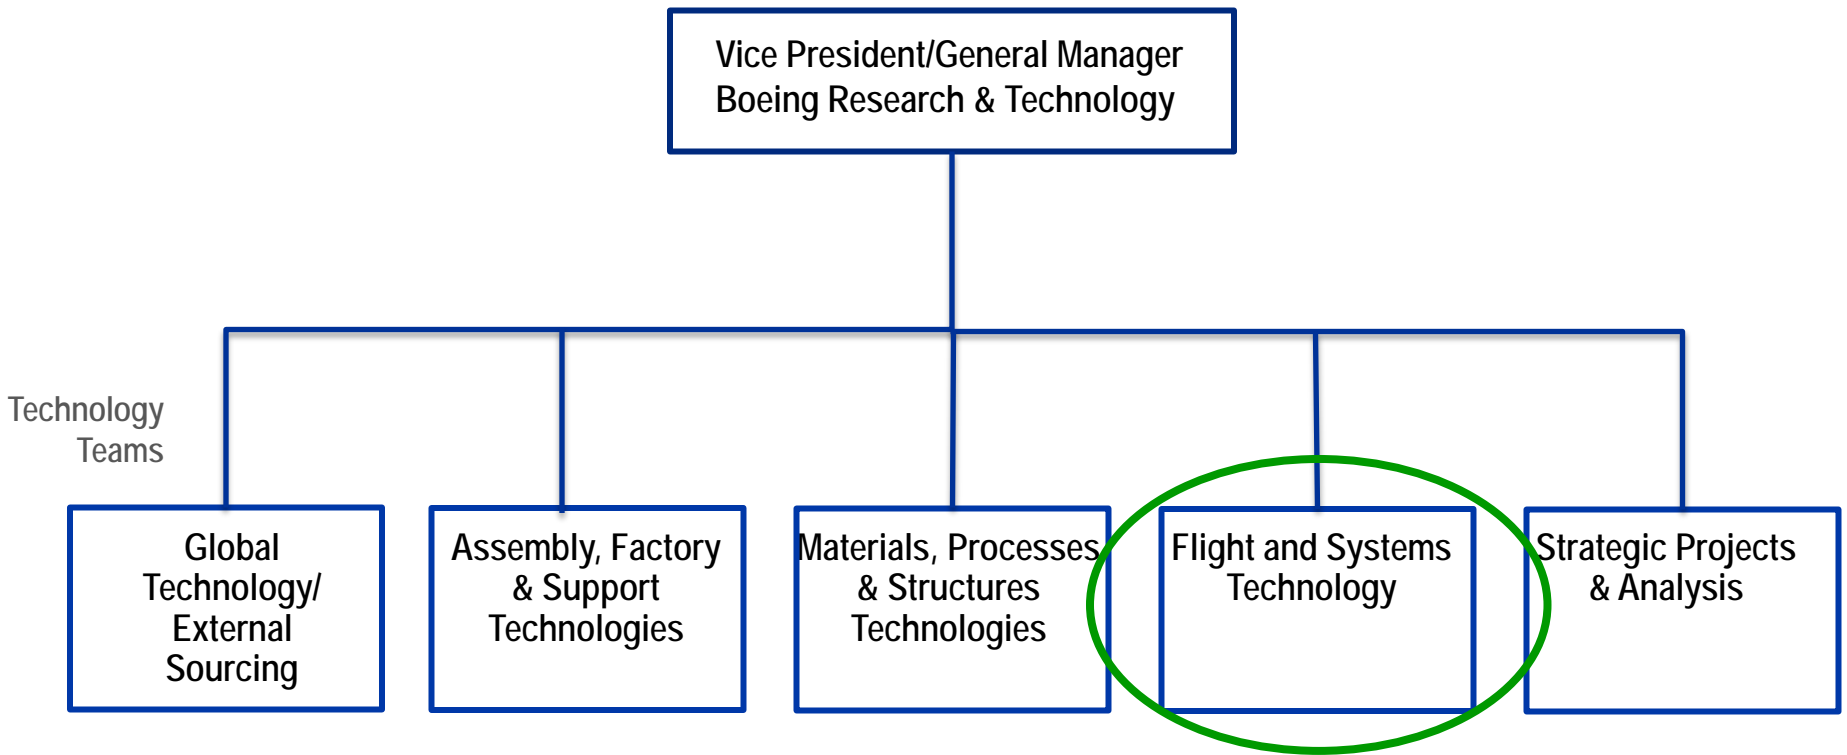 Vice President/General Manager
Boeing Research & Technology
Technology
Teams
Global
Technology/
External
Sourcing
Assembly, Factory
& Support
Technologies
Materials, Processes
& Structures
Technologies
Flight and Systems
Technology
Strategic Projects
& Analysis